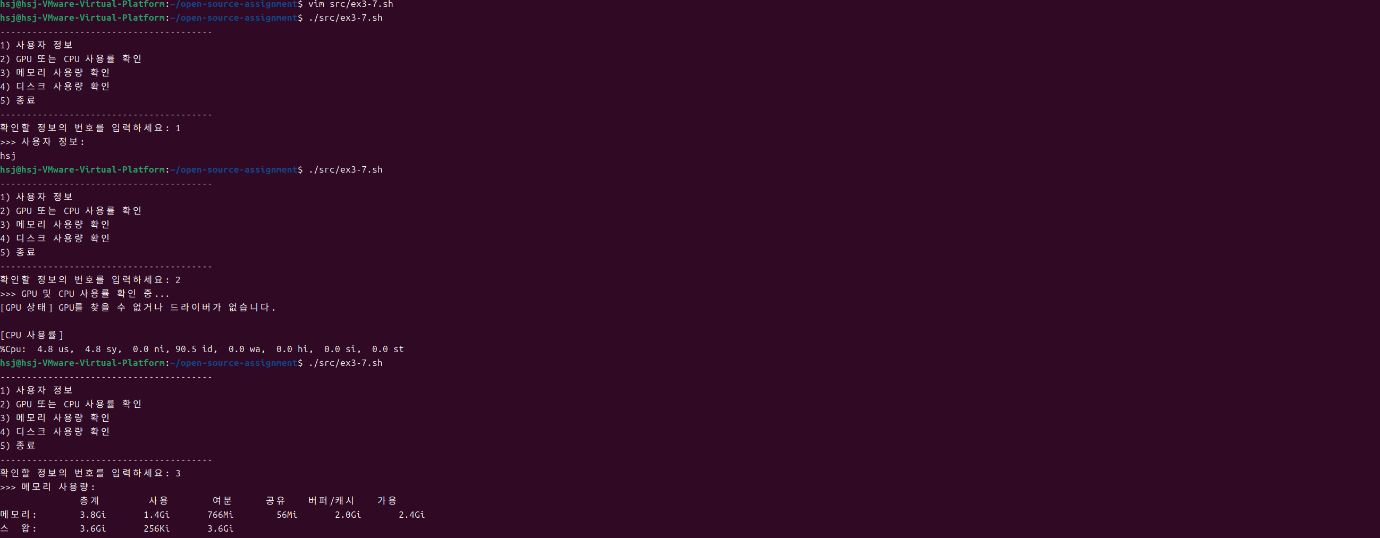 hsj@hsj-VMware-Virtual-Platform:~/open-source-assignment$ vim src/ex3-7.sh
hsj@hsj-VMware-Virtual-Platform:~/open-source-assignment$ ./src/ex3-7.sh
----------------------------------------
1) 사용자 정보
2) GPU 또는 CPU 사용률 확인
3) 메모리 사용량 확인
4) 디스크 사용량 확인
5) 종료
----------------------------------------
확인할 정보의 번호를 입력하세요: 1
>>> 사용자 정보:
hsj
hsj@hsj-VMware-Virtual-Platform:~/open-source-assignment$ ./src/ex3-7.sh
----------------------------------------
1) 사용자 정보
2) GPU 또는 CPU 사용률 확인
3) 메모리 사용량 확인
4) 디스크 사용량 확인
5) 종료
----------------------------------------
확인할 정보의 번호를 입력하세요: 2
>>> GPU 및 CPU 사용률 확인 중...
[GPU 상태] GPU를 찾을 수 없거나 드라이버가 없습니다.

[CPU 사용률]
%Cpu:  4.8 us,  4.8 sy,  0.0 ni, 90.5 id,  0.0 wa,  0.0 hi,  0.0 si,  0.0 st
hsj@hsj-VMware-Virtual-Platform:~/open-source-assignment$ ./src/ex3-7.sh
----------------------------------------
1) 사용자 정보
2) GPU 또는 CPU 사용률 확인
3) 메모리 사용량 확인
4) 디스크 사용량 확인
5) 종료
----------------------------------------
확인할 정보의 번호를 입력하세요: 3
>>> 메모리 사용량:
총계 사용 여분 공유 버퍼/캐시 가용
메모리: 3.8Gi 1.4Gi 766Mi 56Mi 2.0Gi 2.4Gi
스 왑: 3.6Gi 256Ki 3.6Gi